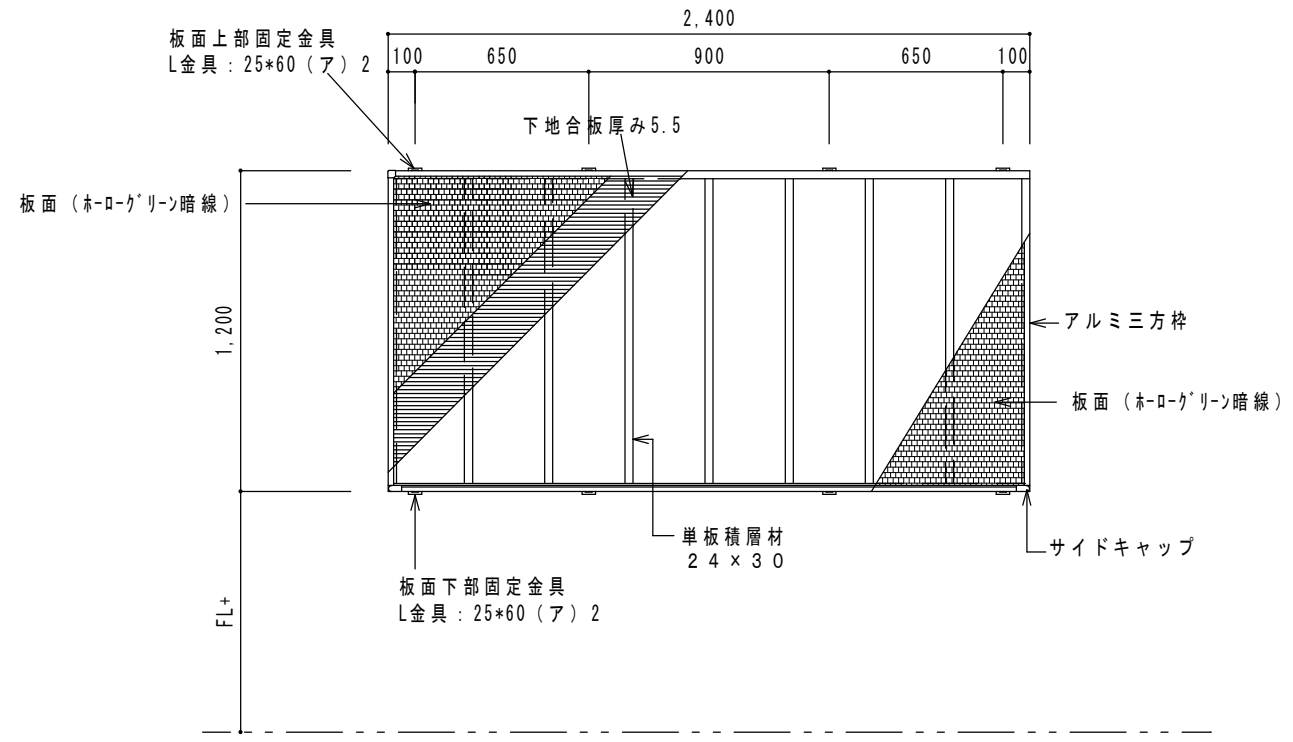 2,400
板面上部固定金具
L金具：25*60（ア）2
100
650
900
650
100
下地合板厚み5.5
板面（ﾎｰﾛｰｸﾞﾘｰﾝ暗線）
1,200
アルミ三方枠
板面（ﾎｰﾛｰｸﾞﾘｰﾝ暗線）
単板積層材
２４×３０
サイドキャップ
板面下部固定金具
L金具：25*60（ア）2
FL+